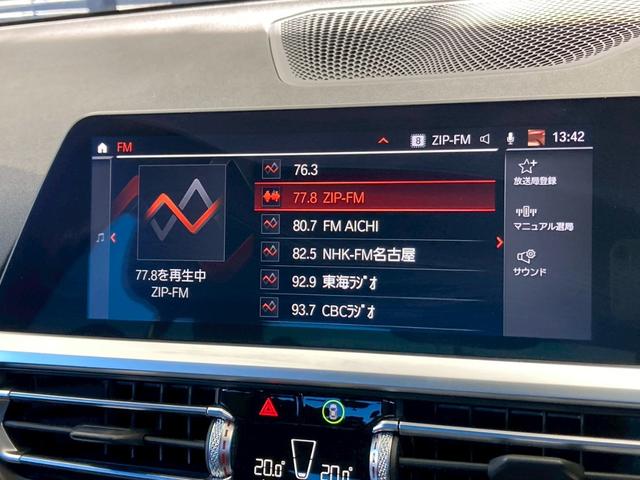 FM
8 ZIP-FM 13:42
76.3
77.8 ZIP-FM
80.7 FM AICHI
82.5 NHK-FM名古屋
92.9 東海ﾗｼﾞｵ
93.7 CBCﾗｼﾞｵ
77.8を再生中
ZIP-FM
放送局登録
マニュアル選局
サウンド
20.0° 20.0°